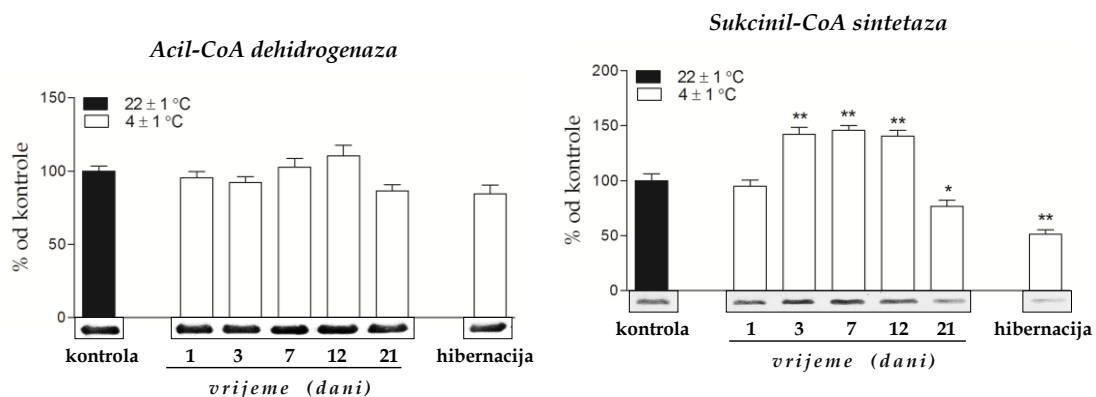 Acil-CoA dehidrogenaza
22 ± 1 °C
4 ± 1 °C
% od kontrole
150
100
50
0
kontrola 1 3 7 12 21 hibernacija
vrijeme (dani)
Sukcinil-CoA sintetaza
22 ± 1 °C
4 ± 1 °C
% od kontrole
200
150
100
50
0
** ** ** * **
kontrola 1 3 7 12 21 hibernacija
vrijeme (dani)